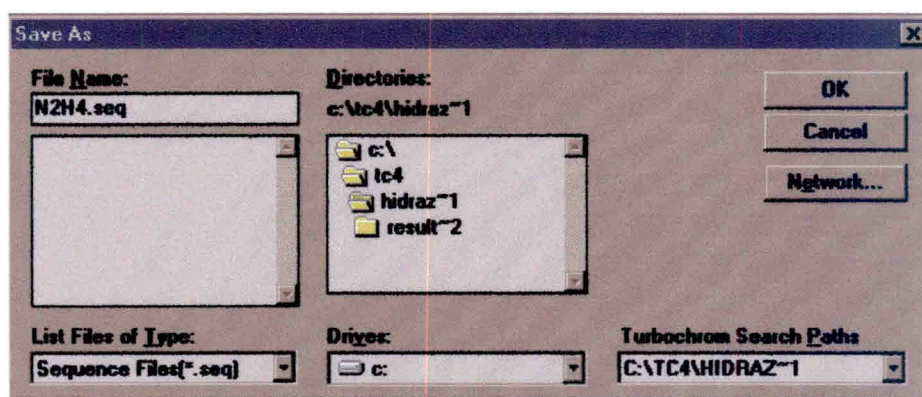 Save As
File Name:
N2H4.seq
Directories:
c:\tc4\hidraz~1
c:\
tc4
hidraz~1
result~2
OK
Cancel
Network...
List Files of Type:
Sequence Files(*.seq)
Drives:
c:
Turbochrom Search Paths
C:\TC4\HIDRAZ~1